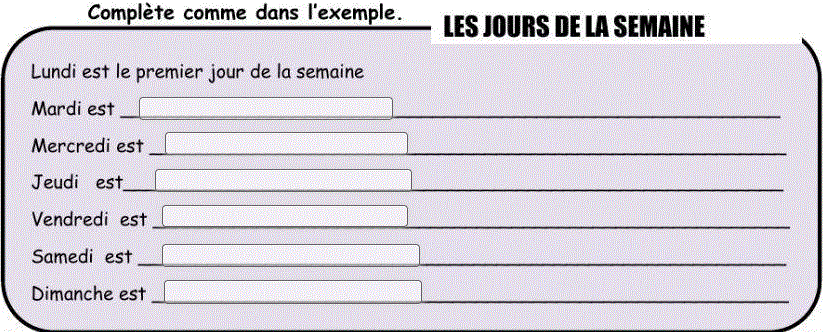 Complète comme dans l'exemple.
LES JOURS DE LA SEMAINE
Lundi est le premier jour de la semaine
Mardi est
Mercredi est
Jeudi est
Vendredi est
Samedi est
Dimanche est